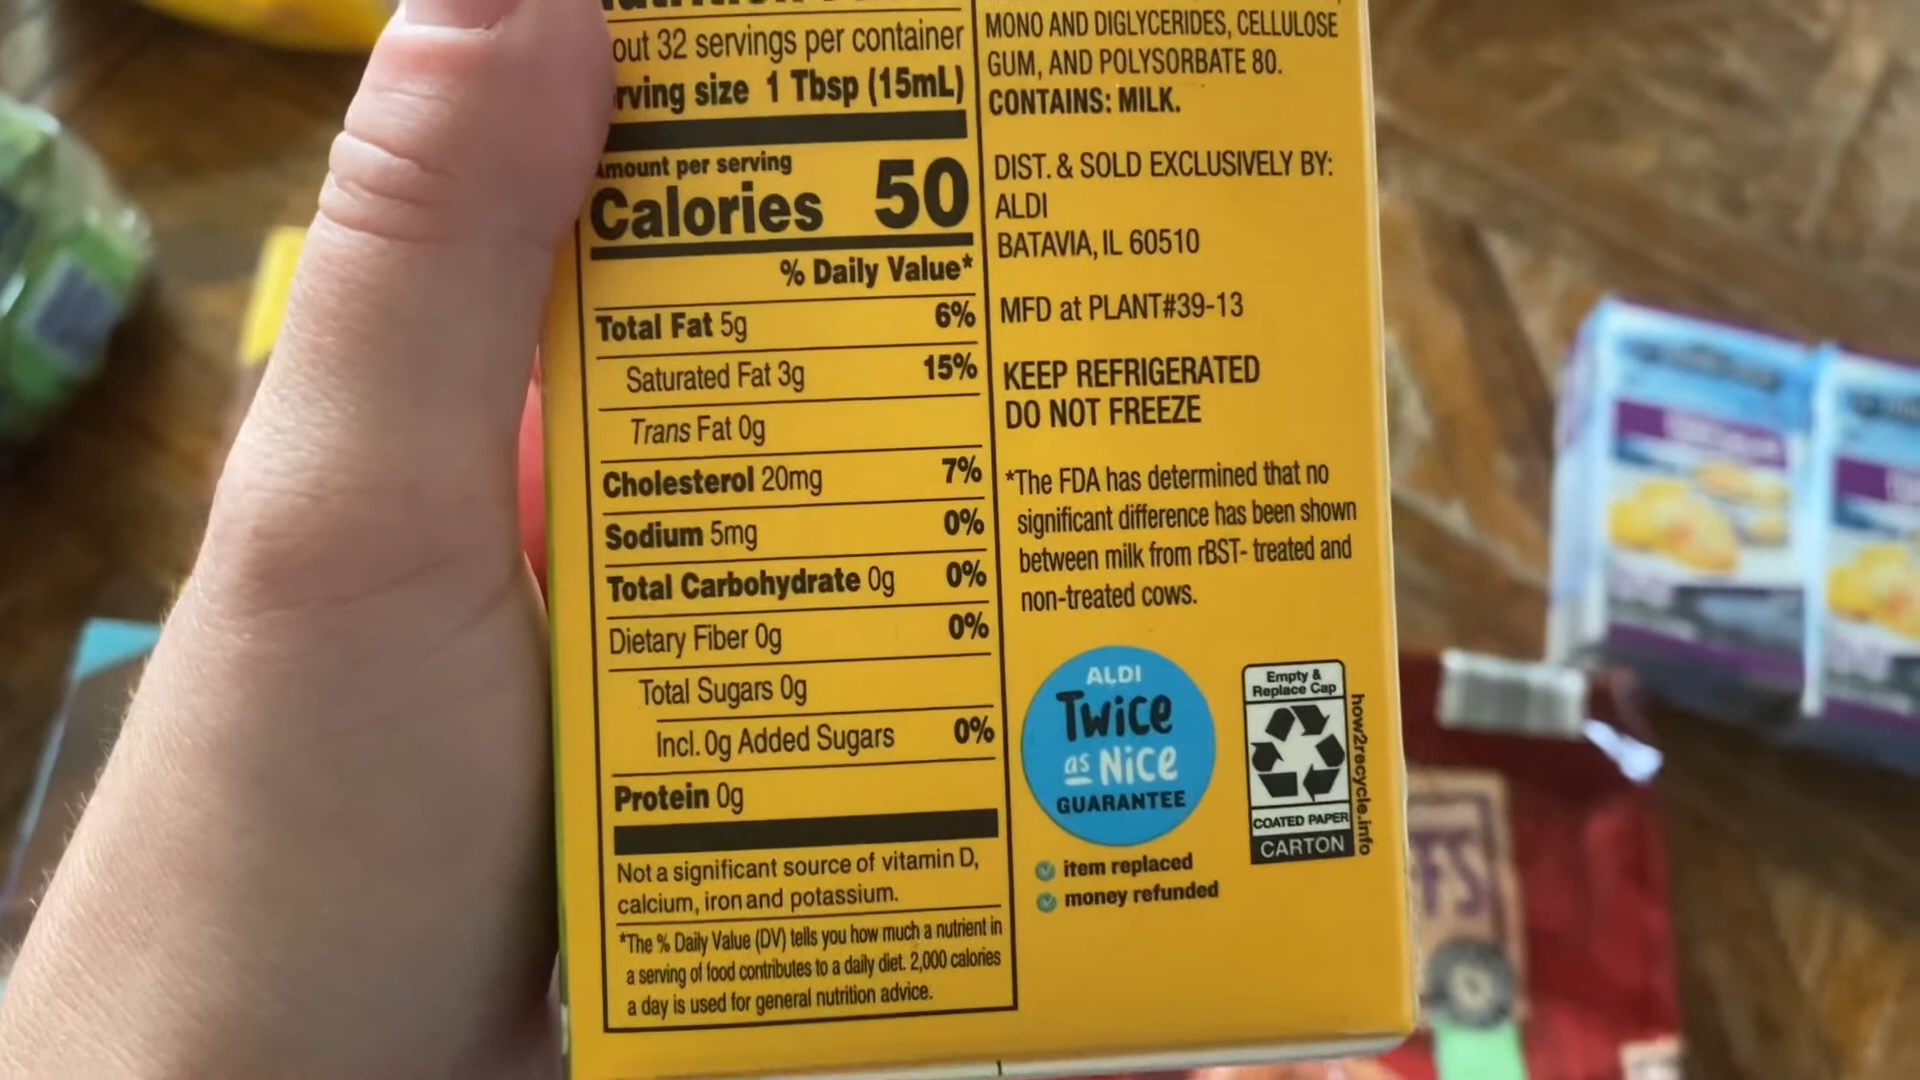 out 32 servings per container
rving size 1 Tbsp (15mL)
Amount per serving
Calories 50
% Daily Value*
Total Fat 5g 6%
Saturated Fat 3g 15%
Trans Fat 0g
Cholesterol 20mg 7%
Sodium 5mg 0%
Total Carbohydrate 0g 0%
Dietary Fiber 0g 0%
Total Sugars 0g
Incl. 0g Added Sugars 0%
Protein 0g
Not a significant source of vitamin D,
calcium, iron and potassium.
*The % Daily Value (DV) tells you how much a nutrient in
a serving of food contributes to a daily diet. 2,000 calories
a day is used for general nutrition advice.
MONO AND DIGLYCERIDES, CELLULOSE
GUM, AND POLYSORBATE 80.
CONTAINS: MILK.
DIST. & SOLD EXCLUSIVELY BY:
ALDI
BATAVIA, IL 60510
MFD at PLANT#39-13
KEEP REFRIGERATED
DO NOT FREEZE
*The FDA has determined that no
significant difference has been shown
between milk from rBST- treated and
non-treated cows.
ALDI
Twice
as Nice
GUARANTEE
item replaced
money refunded
Empty &
Replace Cap
COATED PAPER
CARTON
how2recycle.info